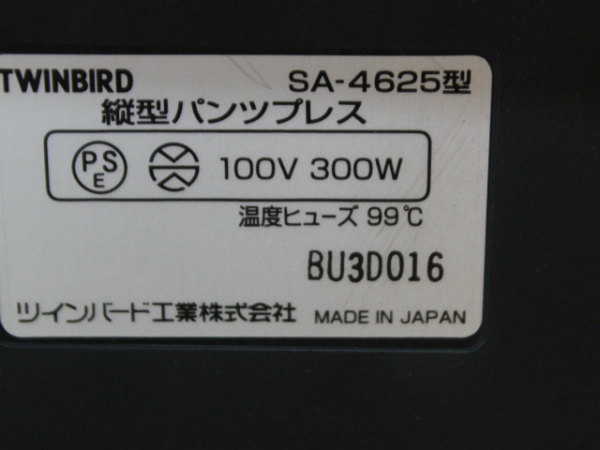 TWINBIRD SA-4625型
縦型パンツプレス
PSE 100V 300W
温度ヒューズ 99℃
BU3D016
ツインバード工業株式会社 MADE IN JAPAN